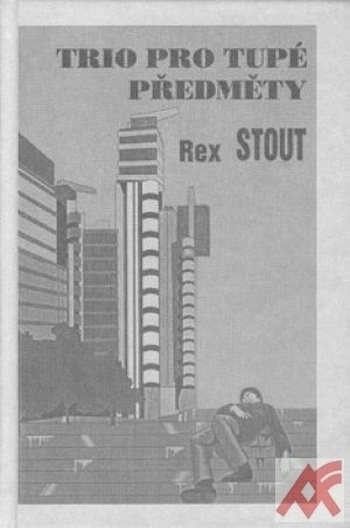 TRIO PRO TUPÉ
PŘEDMĚTY
Rex STOUT